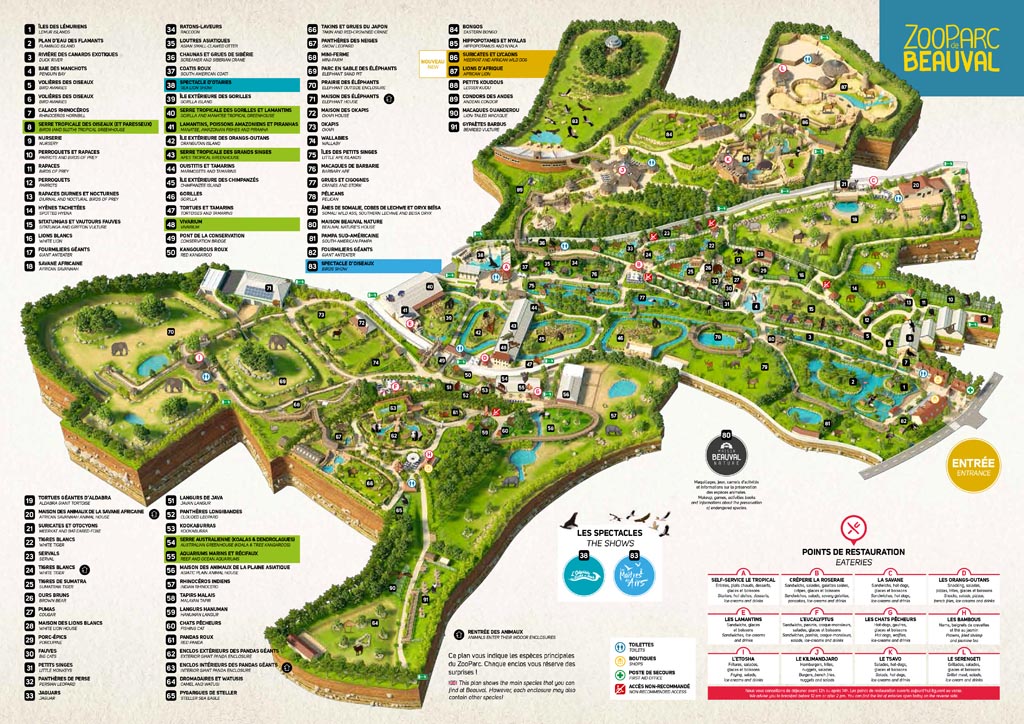 1 ÎLES DES LÉMURIENS
LEMUR ISLANDS
2 PLAN D'EAU DES FLAMANTS
FLAMINGO ISLAND
3 RIVIÈRE DE CANARDS EXOTIQUES
DUCK RIVER
4 BAIE DES MANCHOTS
PENGUIN BAY
5 VOLIÈRES DES OISEAUX
BIRD AVIARIES
6 VOLIÈRES DES OISEAUX
BIRD AVIARIES
7 CALAOS RHINOCÉROS
RHINOCEROS HORNBILL
8 SERRE TROPICALE DES OISEAUX (ET PARESSEUX)
BIRDS AND SLOTH TROPICAL GREENHOUSE
9 NURSERIE
NURSERY
10 PERROQUETS ET RAPACES
PARROTS AND BIRDS OF PREY
11 RAPACES
BIRDS OF PREY
12 PERROQUETS
PARROTS
13 RAPACES DIURNES ET NOCTURNES
DIURNAL AND NOCTURAL BIRDS OF PREY
14 HYÈNES TACHETÉES
SPOTTED HYENA
15 SITATUNGAS ET VAUTOURS FAUVES
SITATUNGA AND GRIFFON VULTURE
16 LIONS BLANCS
WHITE LION
17 FOURMILIERS GÉANTS
GIANT ANTEATER
18 SAVANE AFRICAINE
AFRICAN SAVANNAH
34 RATONS-LAVEURS
RACCOON
35 LOUTRES ASIATIQUES
ASIAN SMALL-CLAWED OTTER
36 CHAUNAS ET GRUES DE SIBÉRIE
SCREAMER AND SIBERIAN CRANE
37 COATIS ROUX
SOUTH AMERICAN COATI
38 SPECTACLE D'OTARIES
SEA LION SHOW
39 ÎLE EXTÉRIEURE DES GORILLES
GORILLA ISLAND
40 SERRE TROPICALE DES GORILLES ET LAMANTINS
GORILLA AND MANATEE TROPICAL GREENHOUSE
41 LAMANTINS, POISSONS AMAZONIENS ET PIRANHAS
MANATEE, AMAZONIAN FISHES AND PIRANHA
42 ÎLE EXTÉRIEURE DES ORANGS-OUTANS
ORANGUTAN ISLAND
43 SERRE TROPICALE DES GRANDS SINGES
APES TROPICAL GREENHOUSE
44 OUISTITIS ET TAMARINS
MARMOSETS AND TAMARINS
45 ÎLE EXTÉRIEURE DES CHIMPANZÉS
CHIMPANZEE ISLAND
46 GORILLES
GORILLA
47 TORTUES ET TAMARINS
TORTOISES AND TAMARINS
48 VIVARIUM
VIVARIUM
49 PONT DE LA CONSERVATION
CONSERVATION BRIDGE
50 KANGOUROUS ROUX
RED KANGAROO
66 TAKINS ET GRUES DU JAPON
TAKIN AND RED-CROWNED CRANE
67 PANTHÈRES DES NEIGES
SNOW LEOPARD
68 MINI-FERME
MINI-FARM
69 PARC EN SABLE DES ÉLÉPHANTS
ELEPHANT SAND PIT
70 PRAIRIE DES ÉLÉPHANTS
ELEPHANT OUTSIDE ENCLOSURE
71 MAISON DES ÉLÉPHANTS
ELEPHANT HOUSE
72 MAISON DES OKAPIS
OKAPI HOUSE
73 OKAPIS
OKAPI
74 WALLABIES
WALLABY
75 ÎLES DES PETITS SINGES
LITTLE APE ISLANDS
76 MACAQUES DE BARBARIE
BARBARY APE
77 GRUES ET CIGOGNES
CRANES AND STORK
78 PÉLICANS
PELICAN
79 ÂNES DE SOMALIE, COBES DE LECHWE ET ORYX BEÏSA
SOMALI WILD ASS, SOUTHERN LECHWE AND BEISA ORYX
80 MAISON BEAUVAL NATURE
BEAUVAL NATURE'S HOUSE
81 PAMPA SUD-AMÉRICAINE
SOUTH-AMERICAN PAMPA
82 FOURMILIERS GÉANTS
GIANT ANTEATER
83 SPECTACLE D'OISEAUX
BIRDS SHOW
84 BONGOS
EASTERN BONGO
85 HIPPOPOTAMES ET NYALAS
HIPPOPOTAMUS AND NYALA
NOUVEAU
NEW
86 SURICATES ET LYCAONS
MEERKAT AND AFRICAN WILD DOG
87 LIONS D'AFRIQUE
AFRICAN LION
88 PETITS KOUDOUS
LESSER KUDU
89 CONDORS DES ANDES
ANDEAN CONDOR
90 MACAQUES OUANDEROU
LION-TAILED MACAQUE
91 GYPAÈTES BARBUS
BEARDED VULTURE
ZOOPARC
de
BEAUVAL
19 TORTUES GÉANTES D'ALDABRA
ALDABRA GIANT TORTOISE
20 MAISON DES ANIMAUX DE LA SAVANE AFRICAINE
AFRICAN SAVANNAH ANIMAL HOUSE
21 SURICATES ET OTOCYONS
MEERKAT AND BAT-EARED FOXE
22 TIGRES BLANCS
WHITE TIGER
23 SERVALS
SERVAL
24 TIGRES BLANCS
WHITE TIGER
25 TIGRES DE SUMATRA
SUMATRAN TIGER
26 OURS BRUNS
BROWN BEAR
27 PUMAS
COUGAR
28 MAISON DES LIONS BLANCS
WHITE LION HOUSE
29 PORC-ÉPICS
PORCUPINE
30 FAUVES
BIG CATS
31 PETITS SINGES
LITTLE MONKEYS
32 PANTHÈRES DE PERSE
PERSIAN LEOPARD
33 JAGUARS
JAGUAR
51 LANGURS DE JAVA
JAVAN LANGUR
52 PANTHÈRES LONGIBANDES
CLOUDED LEOPARD
53 KOOKABURRAS
KOOKABURRA
54 SERRE AUSTRALIENNE (KOALAS & DENDROLAGUES)
AUSTRALIAN GREENHOUSE (KOALA & TREE KANGAROOS)
55 AQUARIUMS MARINS ET RÉCIFAUX
REEF AND OCEAN AQUARIUMS
56 MAISON DES ANIMAUX DE LA PLAINE ASIATIQUE
ASIATIC PLAIN ANIMAL HOUSE
57 RHINOCÉROS INDIENS
INDIAN RHINOCEROS
58 TAPIRS MALAIS
MALAYAN TAPIR
59 LANGURS HANUMAN
HANUMAN LANGUR
60 CHATS PÊCHEURS
FISHING CAT
61 PANDAS ROUX
RED PANDA
62 ENCLOS EXTÉRIEURS DES PANDAS GÉANTS
EXTERIOR GIANT PANDA ENCLOSURE
63 ENCLOS INTÉRIEURS DES PANDAS GÉANTS
INTERIOR GIANT PANDA ENCLOSURE
64 DROMADAIRES ET WATUSIS
CAMEL AND WATUSI
65 PYGARGUES DE STELLER
STELLER SEA EAGLE
80
MAISON
BEAUVAL
NATURE
Maquillages, jeux, carnets d'activités
et informations sur la préservation
des espèces animales
Makeup, games, activities books
and informations about the preservation
of endangered species.
ENTRÉE
ENTRANCE
LES SPECTACLES
THE SHOWS
38
83
RENTRÉE DES ANIMAUX
ANIMALS ENTER THEIR INDOOR ENCLOSURES
Ce plan vous indique les espèces principales
du ZooParc. Chaque enclos vous réserve des
surprises !
This plan shows the main species that you can
find at Beauval. However, each enclosure may also
contain other species!
TOILETTES
TOILETS
BOUTIQUES
SHOPS
POSTE DE SECOURS
FIRST AID OFFICE
ACCÈS NON-RECOMMANDÉ
NON-RECOMMENDED ACCESS
POINTS DE RESTAURATION
EATERIES
A
SELF-SERVICE LE TROPICAL
B
CRÊPERIE LA ROSERAIE
C
LA SAVANE
D
LES ORANGS-OUTANS
E
LES LAMANTINS
F
L'EUCALYPTUS
G
LES CHATS PÊCHEURS
H
LES BAMBOUS
I
L'ETOSHA
J
LE KILIMANDJARO
K
LE TSAVO
L
LE SERENGETI